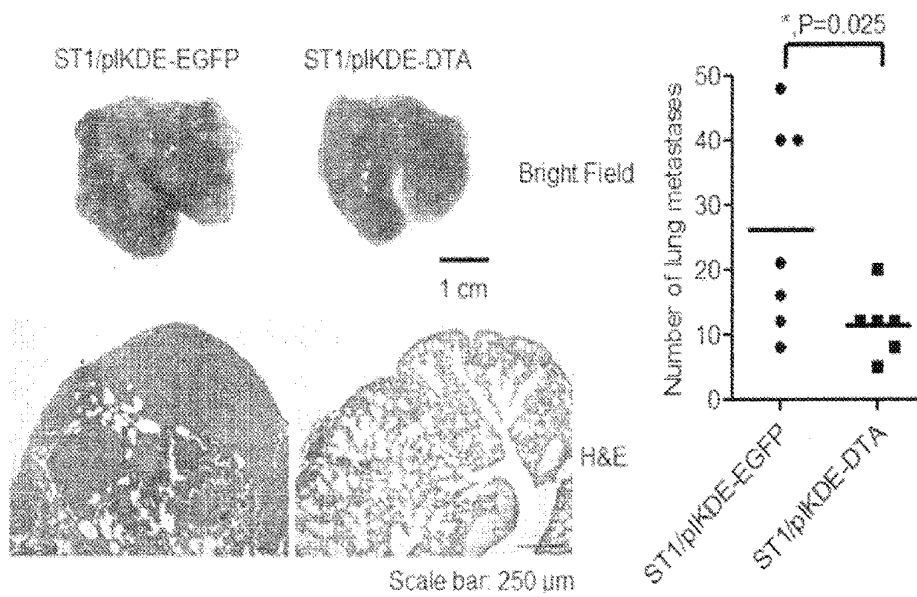 ST1/pIKDE-EGFP
ST1/pIKDE-DTA
Bright Field
1 cm
H&E
Scale bar: 250 µm
*,P=0.025
Number of lung metastases
50
40
30
20
10
0
ST1/pIKDE-EGFP
ST1/pIKDE-DTA